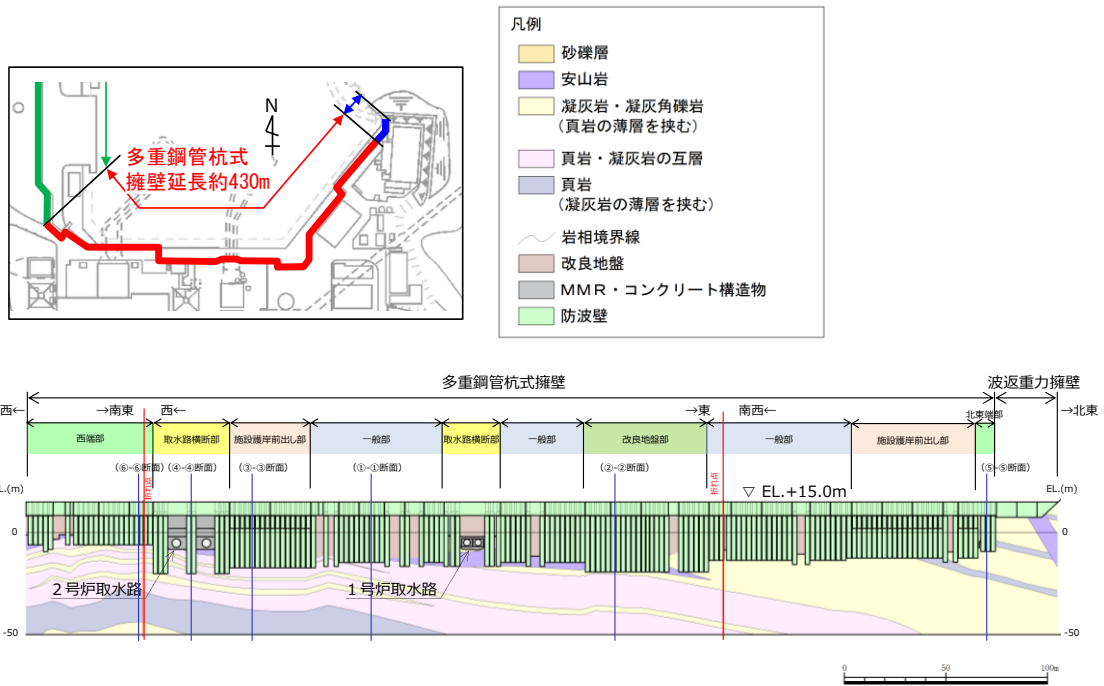 凡例
砂礫層
安山岩
凝灰岩・凝灰角礫岩
(頁岩の薄層を挟む)
頁岩・凝灰岩の互層
頁岩
(凝灰岩の薄層を挟む)
岩相境界線
改良地盤
MMR・コンクリート構造物
防波壁
N
多重鋼管杭式
擁壁延長約430m
多重鋼管杭式擁壁
波返重力擁壁
西←
→南東
西←
→東
南西←
→北東
西端部
取水路横断部
施設護岸前出し部
一般部
取水路横断部
一般部
改良地盤部
一般部
施設護岸前出し部
北東端部
(⑥-⑥断面)
(④-④断面)
(③-③断面)
(①-①断面)
(②-②断面)
(⑤-⑤断面)
折れ点
折れ点
EL.(m)
▽ EL.+15.0m
EL.(m)
0
0
2号炉取水路
1号炉取水路
-50
-50
0
50
100m